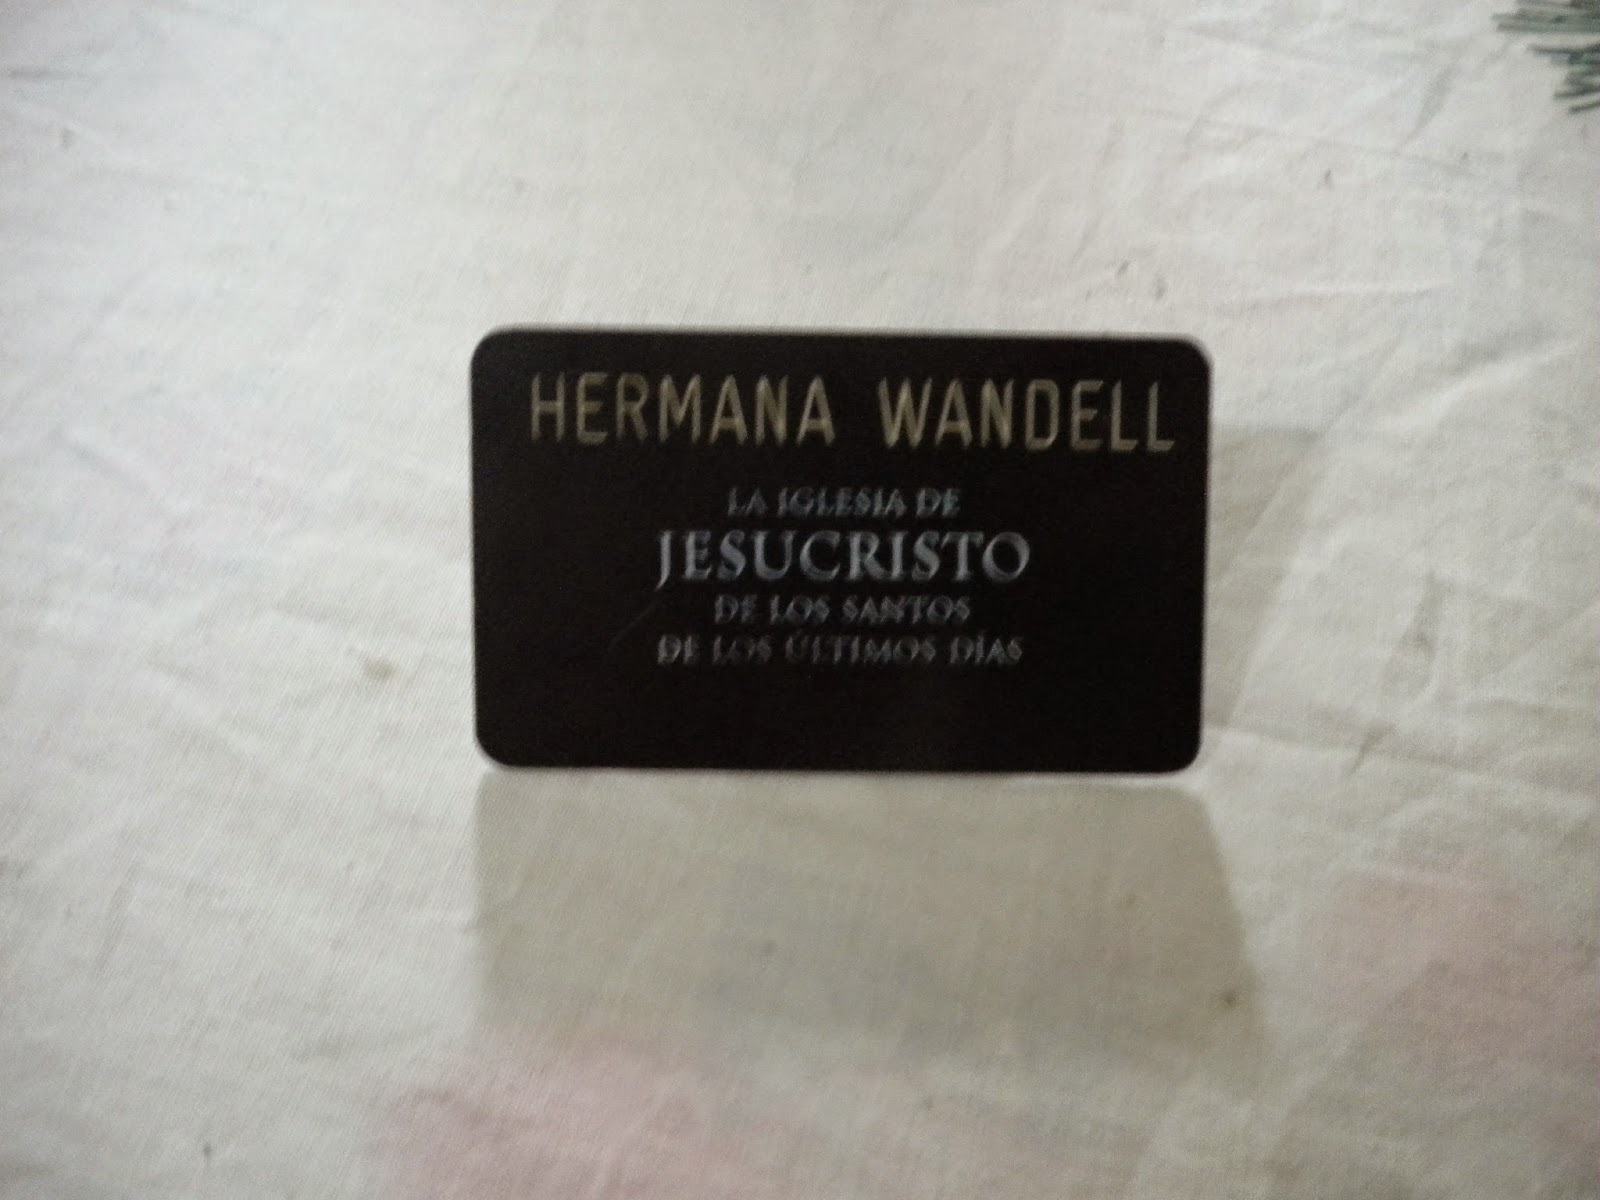 HERMANA WANDELL
LA IGLESIA DE
JESUCRISTO
DE LOS SANTOS
DE LOS ÚLTIMOS DÍAS